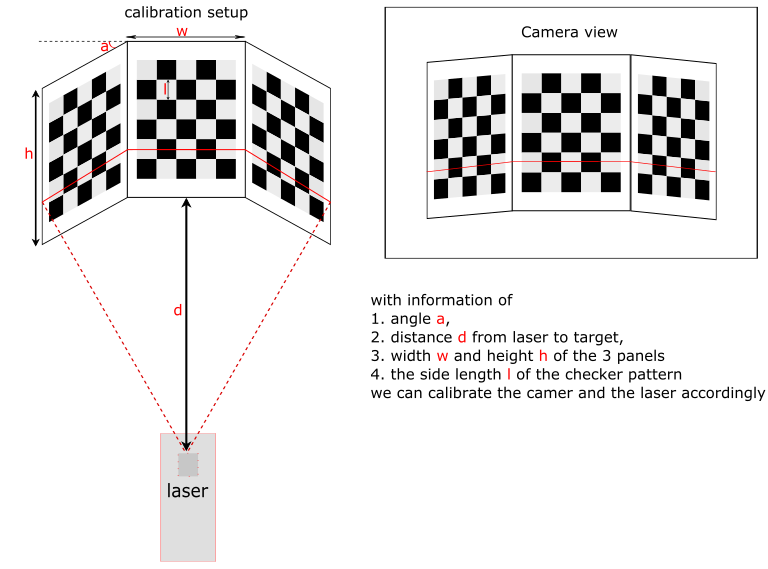 calibration setup
w
a
l
h
d
laser
Camera view
with information of
1. angle a,
2. distance d from laser to target,
3. width w and height h of the 3 panels
4. the side length l of the checker pattern
we can calibrate the camer and the laser accordingly